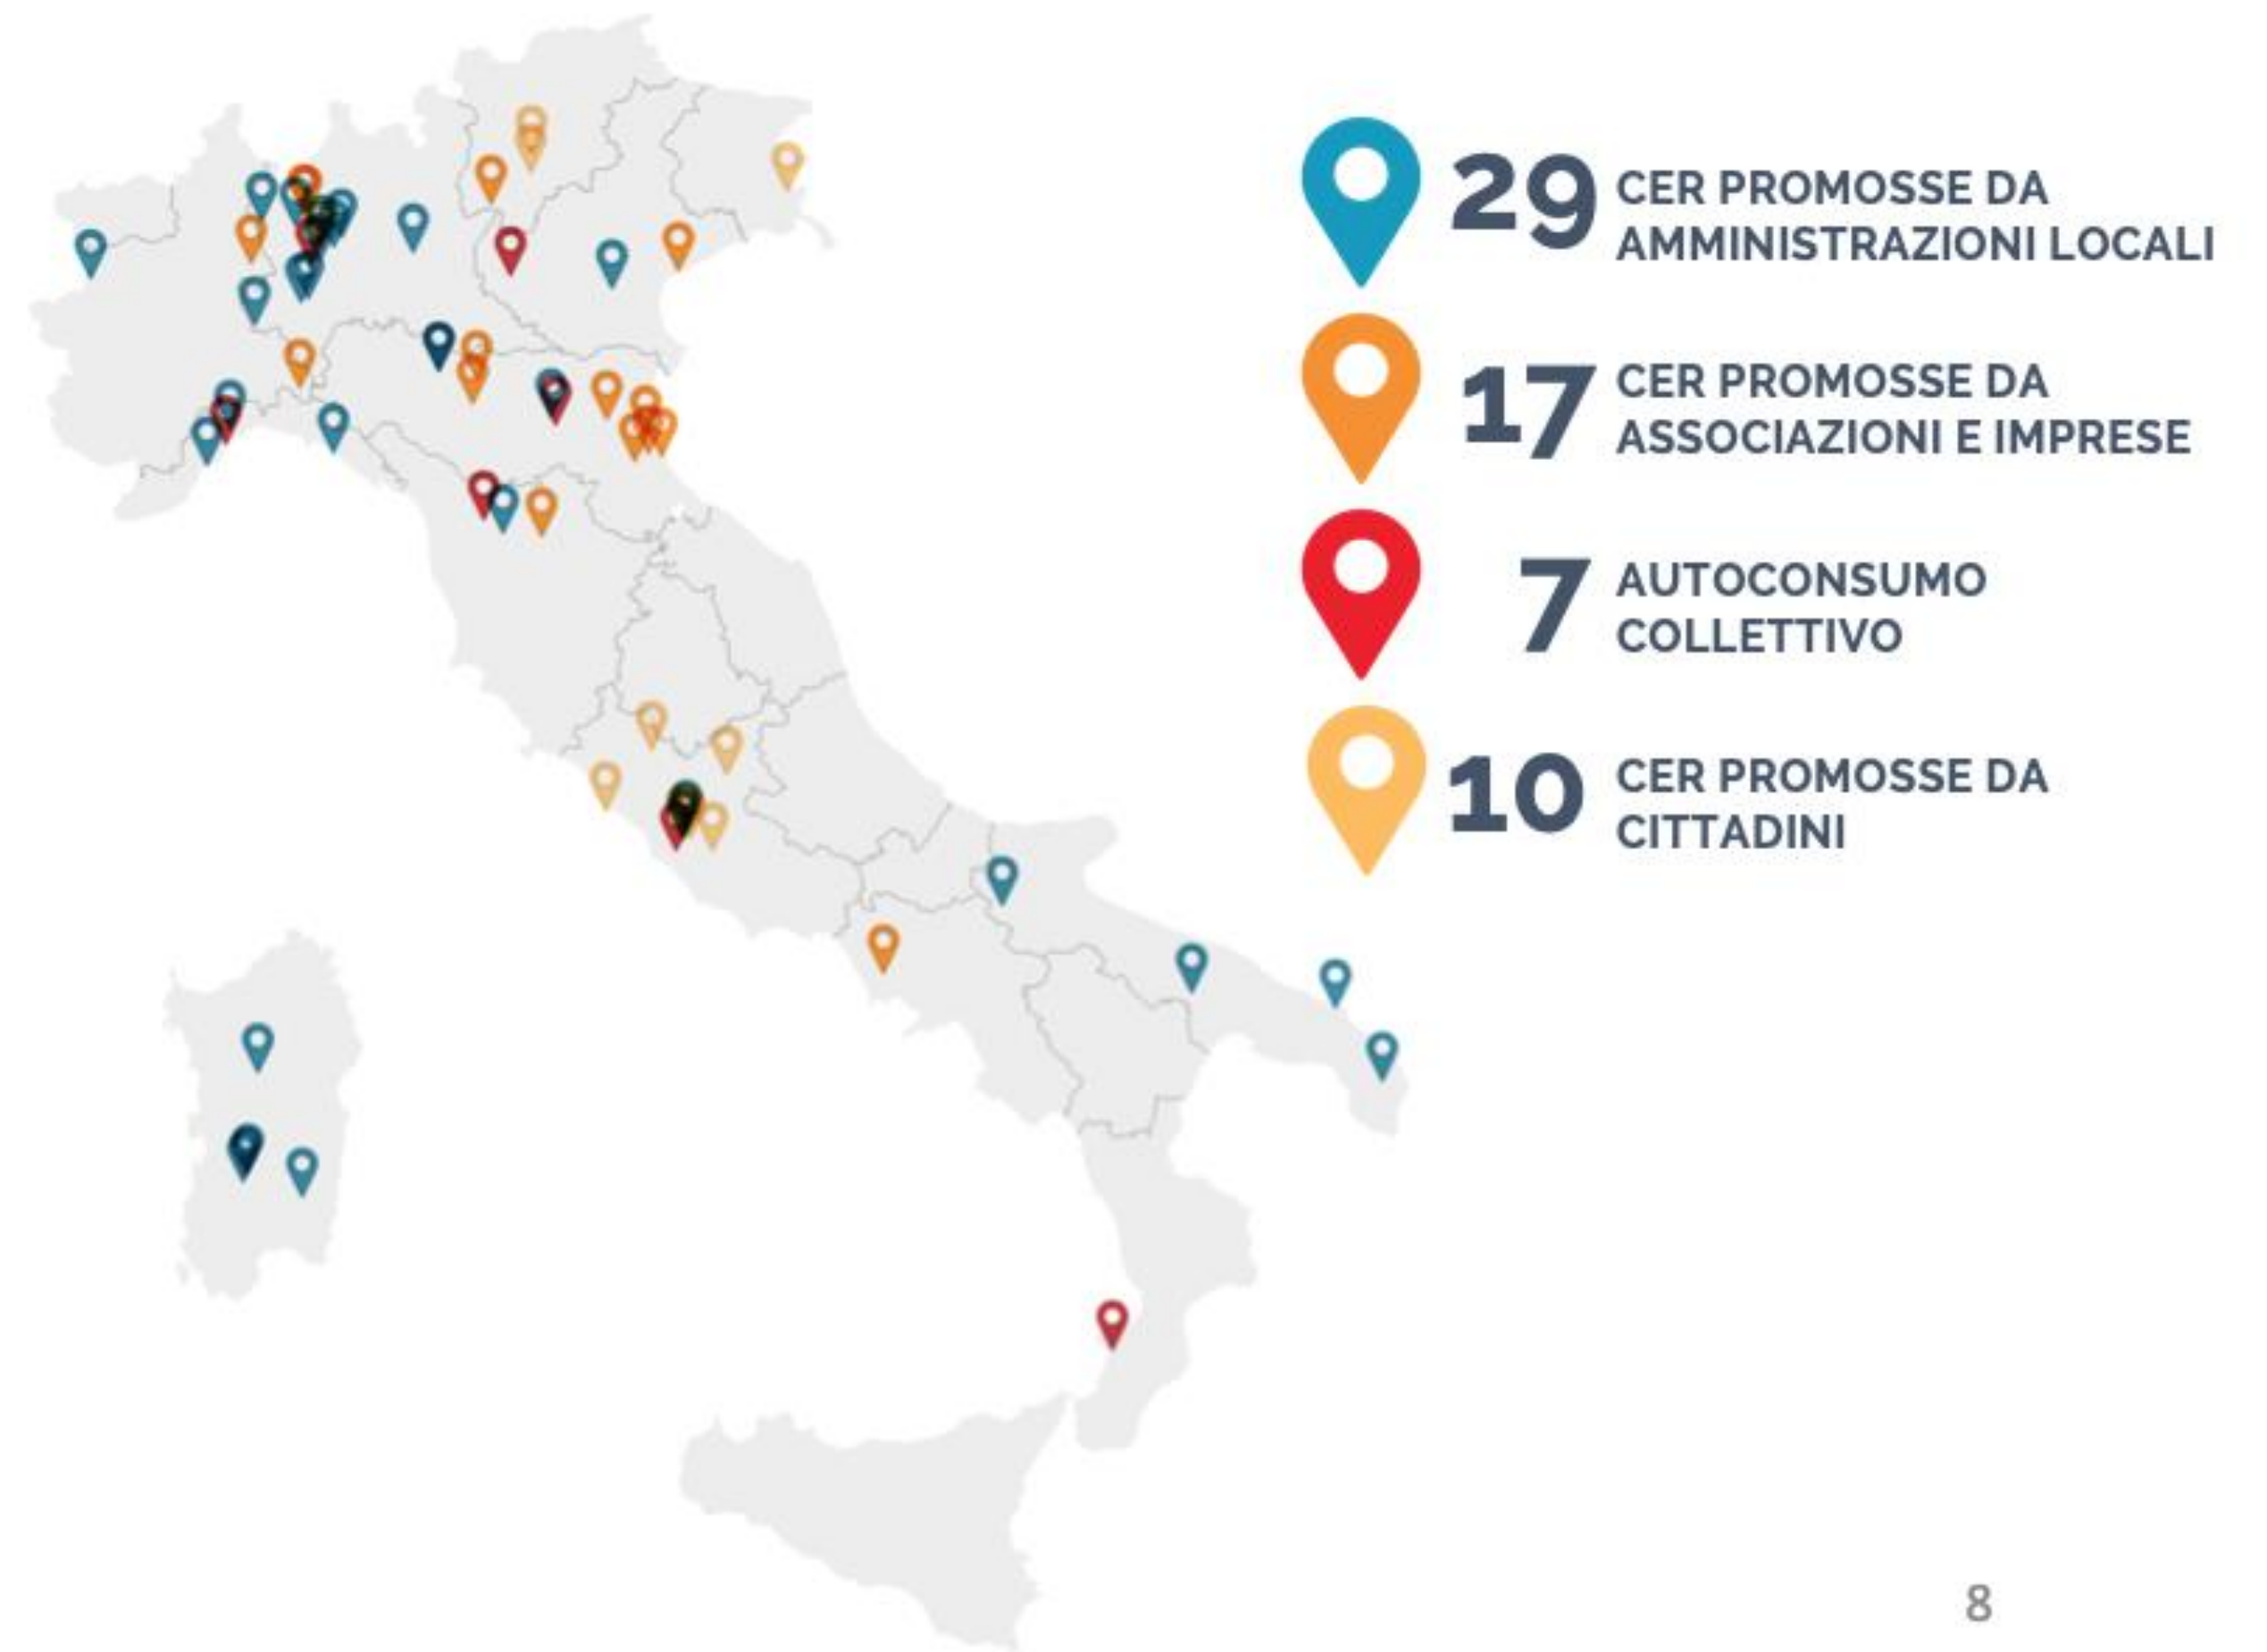 29 CER PROMOSSE DA
AMMINISTRAZIONI LOCALI
17 CER PROMOSSE DA
ASSOCIAZIONI E IMPRESE
7 AUTOCONSUMO
COLLETTIVO
10 CER PROMOSSE DA
CITTADINI
8